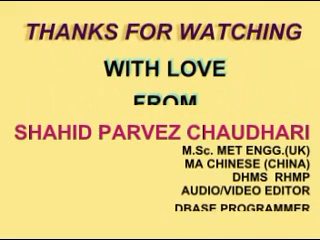 THANKS FOR WATCHING
WITH LOVE
FROM
SHAHID PARVEZ CHAUDHARI
M.Sc. MET ENGG.(UK)
MA CHINESE (CHINA)
DHMS RHMP
AUDIO/VIDEO EDITOR
DBASE PROGRAMMER